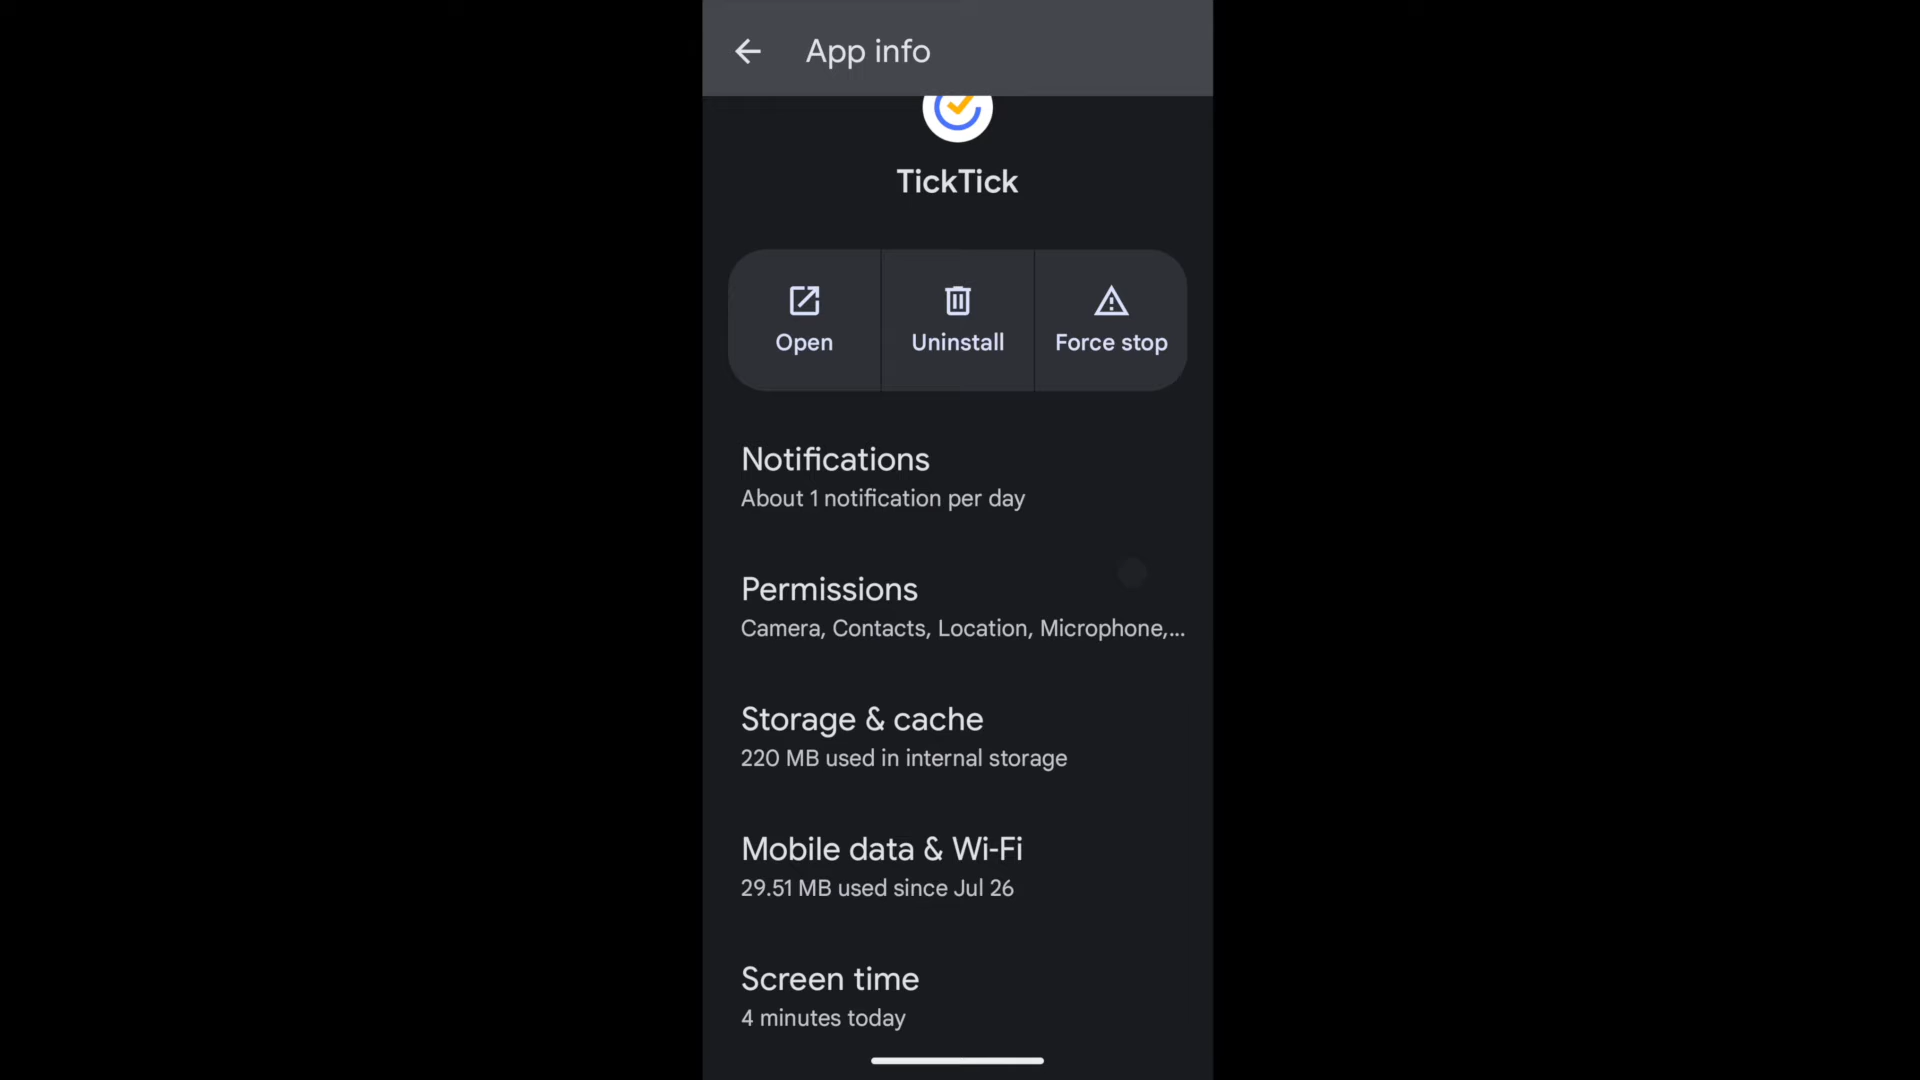 App info
TickTick
Open
Uninstall
Force stop
Notifications
About 1 notification per day
Permissions
Camera, Contacts, Location, Microphone,...
Storage & cache
220 MB used in internal storage
Mobile data & Wi-Fi
29.51 MB used since Jul 26
Screen time
4 minutes today